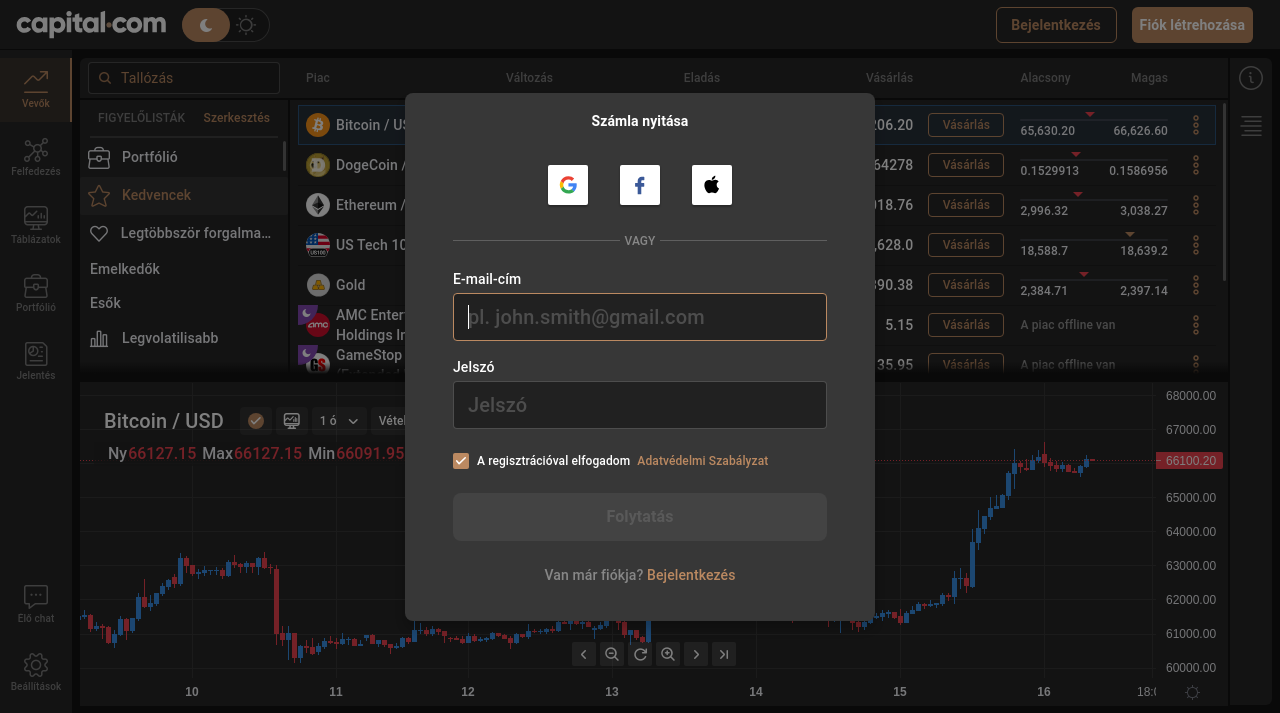 capital.com
Bejelentkezés
Fiók létrehozása
Tallózás
Piac Változás Eladás Vásárlás Alacsony Magas
Vevők
Felfedezés
Táblázatok
Portfólió
Jelentés
Élő chat
Beállítások
FIGYELŐLISTÁK Szerkesztés
Portfólió
Kedvencek
Legtöbbször forgalma...
Emelkedők
Esők
Legvolatilisabb
Bitcoin / US 206.20 Vásárlás 65,630.20 66,626.60
DogeCoin / 64278 Vásárlás 0.1529913 0.1586956
Ethereum / 18.76 Vásárlás 2,996.32 3,038.27
US Tech 10 ,628.0 Vásárlás 18,588.7 18,639.2
Gold 390.38 Vásárlás 2,384.71 2,397.14
AMC Enter
Holdings In 5.15 A piac offline van
GameStop 35.95 A piac offline van
Számla nyitása
VAGY
E-mail-cím
pl. john.smith@gmail.com
Jelszó
Jelszó
A regisztrációval elfogadom Adatvédelmi Szabályzat
Folytatás
Van már fiókja? Bejelentkezés
Bitcoin / USD 1 ó Vétel
Ny66127.15 Max66127.15 Min66091.95
68000.00
67000.00
66100.20
65000.00
64000.00
63000.00
62000.00
61000.00
60000.00
10 11 12 13 14 15 16 18: